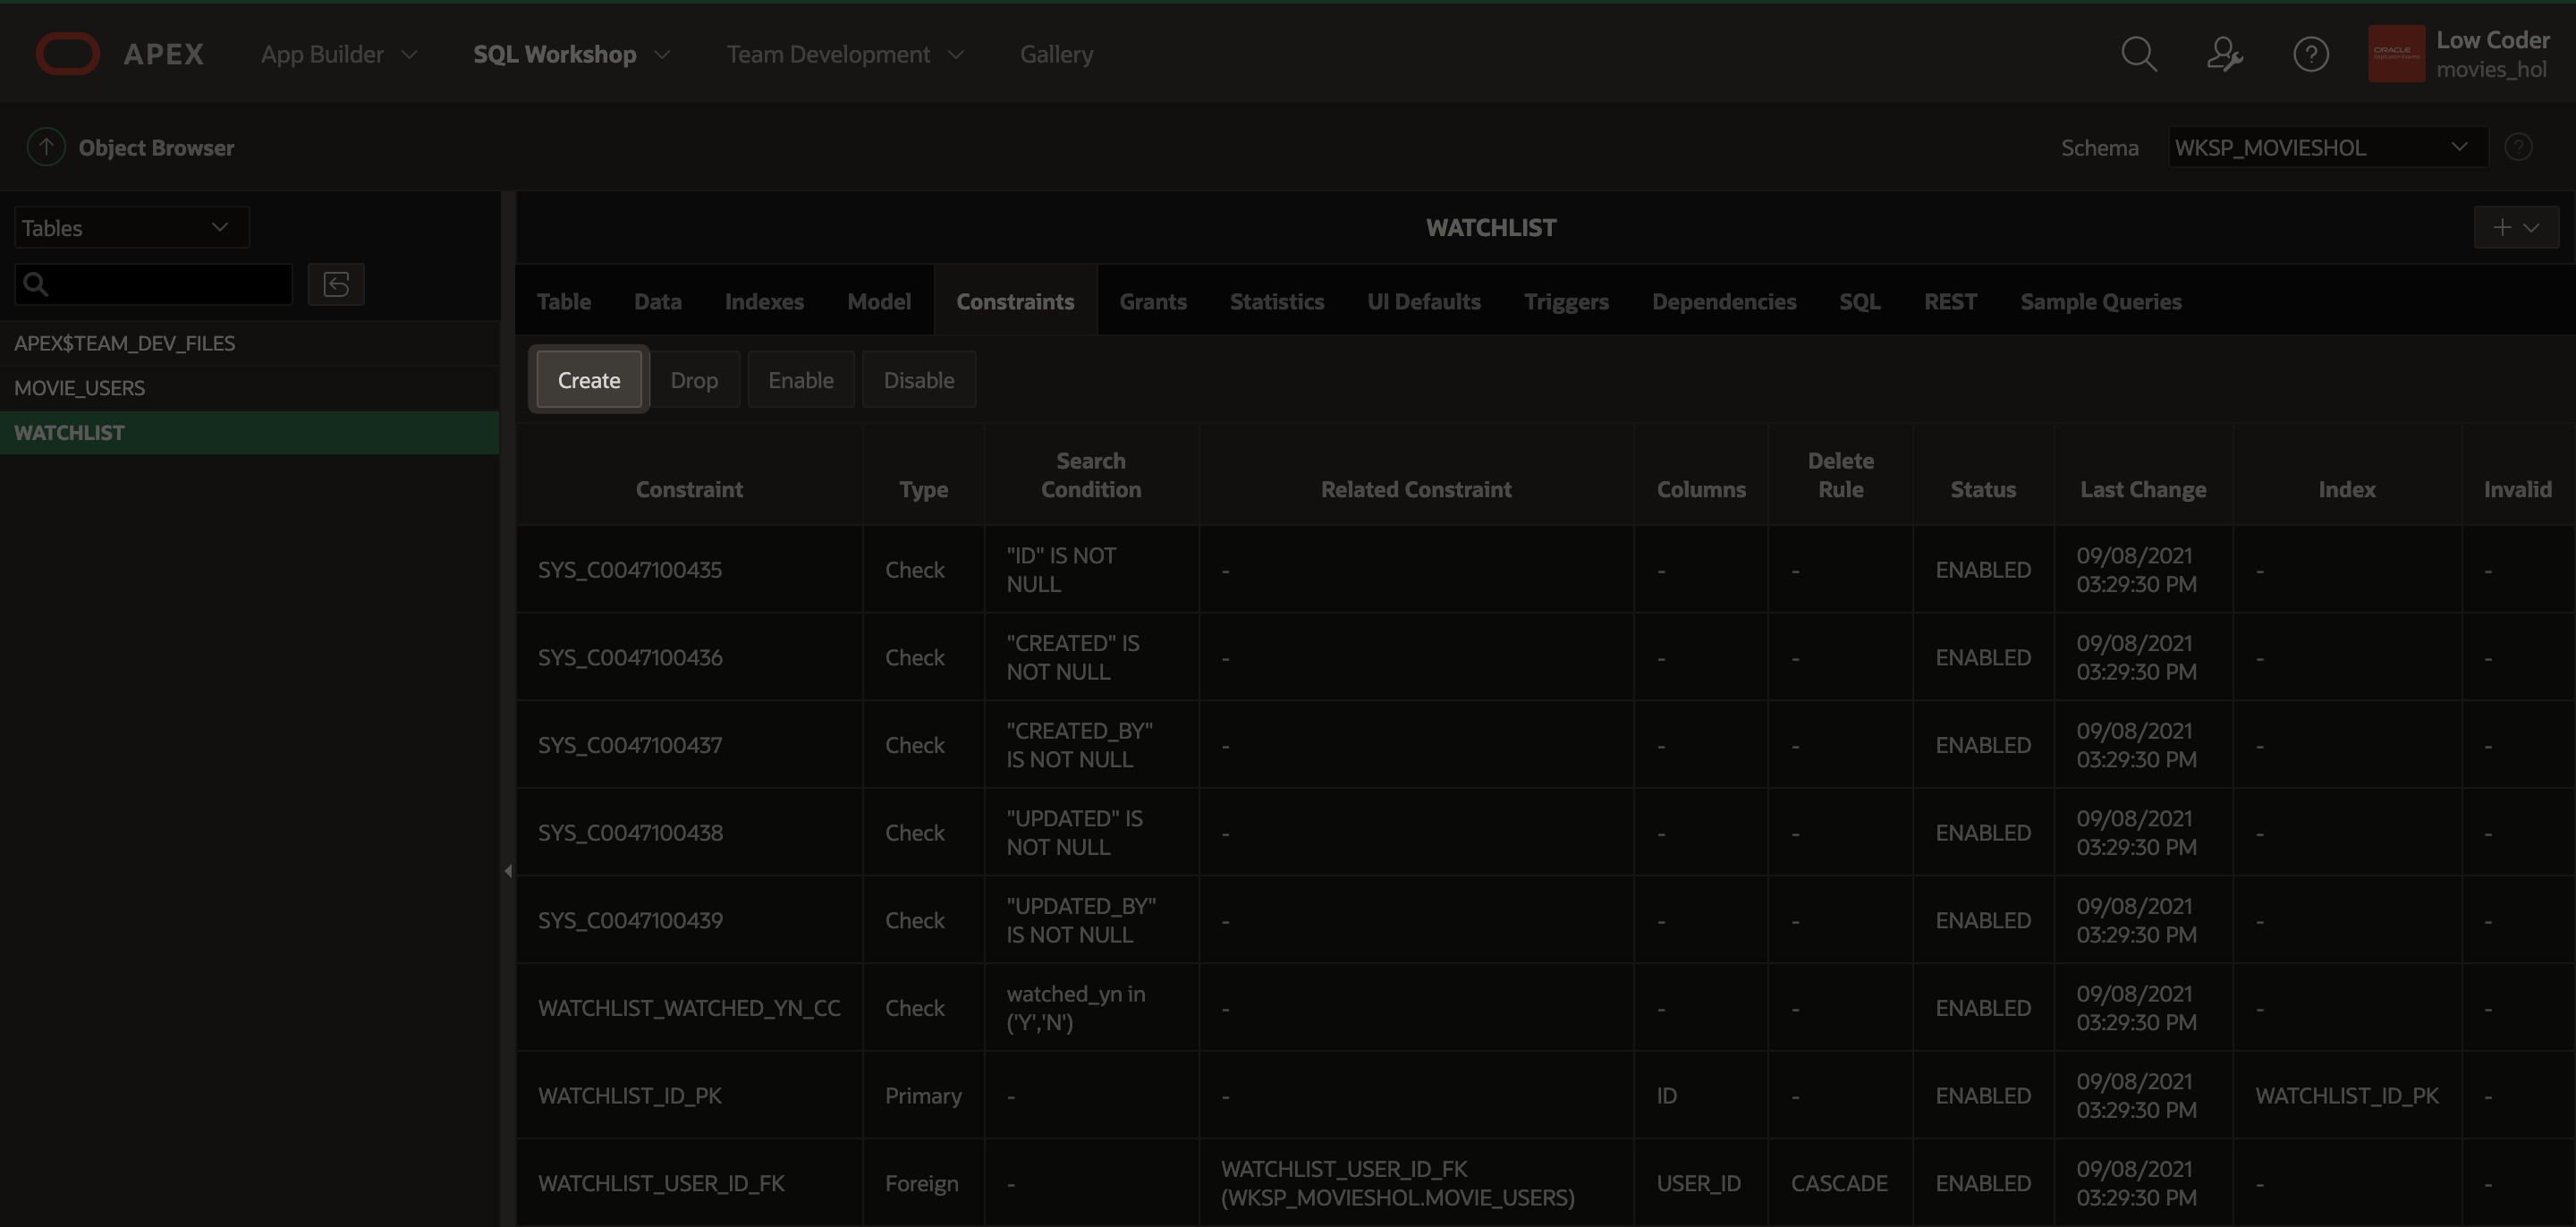 APEX App Builder SQL Workshop Team Development Gallery ORACLE Application Express Low Coder
movies_hol
Object Browser Schema WKSP_MOVIESHOL
Tables WATCHLIST
Table Data Indexes Model Constraints Grants Statistics UI Defaults Triggers Dependencies SQL REST Sample Queries
APEX$TEAM_DEV_FILES
MOVIE_USERS
WATCHLIST
Create Drop Enable Disable
Constraint Type Search Condition Related Constraint Columns Delete Rule Status Last Change Index Invalid
SYS_C0047100435 Check "ID" IS NOT NULL - - - ENABLED 09/08/2021 03:29:30 PM - -
SYS_C0047100436 Check "CREATED" IS NOT NULL - - - ENABLED 09/08/2021 03:29:30 PM - -
SYS_C0047100437 Check "CREATED_BY" IS NOT NULL - - - ENABLED 09/08/2021 03:29:30 PM - -
SYS_C0047100438 Check "UPDATED" IS NOT NULL - - - ENABLED 09/08/2021 03:29:30 PM - -
SYS_C0047100439 Check "UPDATED_BY" IS NOT NULL - - - ENABLED 09/08/2021 03:29:30 PM - -
WATCHLIST_WATCHED_YN_CC Check watched_yn in ('Y','N') - - - ENABLED 09/08/2021 03:29:30 PM - -
WATCHLIST_ID_PK Primary - - ID - ENABLED 09/08/2021 03:29:30 PM WATCHLIST_ID_PK -
WATCHLIST_USER_ID_FK Foreign - WATCHLIST_USER_ID_FK (WKSP_MOVIESHOL.MOVIE_USERS) USER_ID CASCADE ENABLED 09/08/2021 03:29:30 PM - -